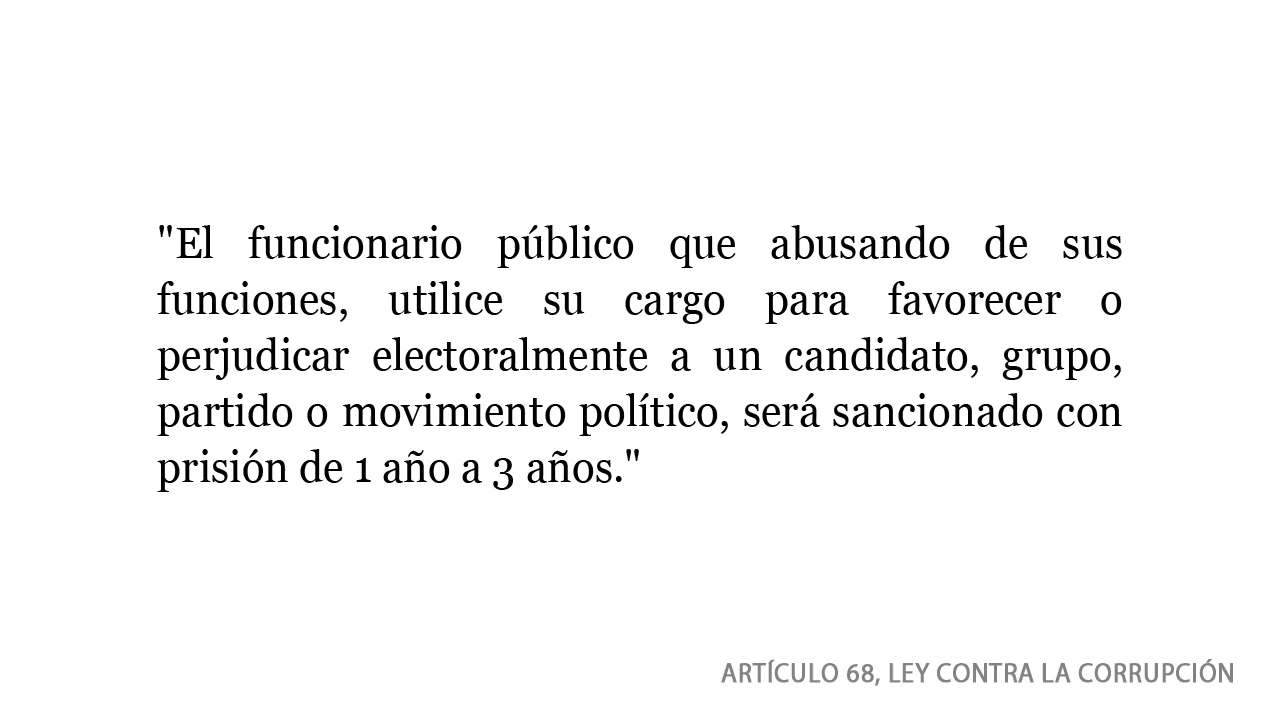 "El funcionario público que abusando de sus
funciones, utilice su cargo para favorecer o
perjudicar electoralmente a un candidato, grupo,
partido o movimiento político, será sancionado con
prisión de 1 año a 3 años."
ARTÍCULO 68, LEY CONTRA LA CORRUPCIÓN